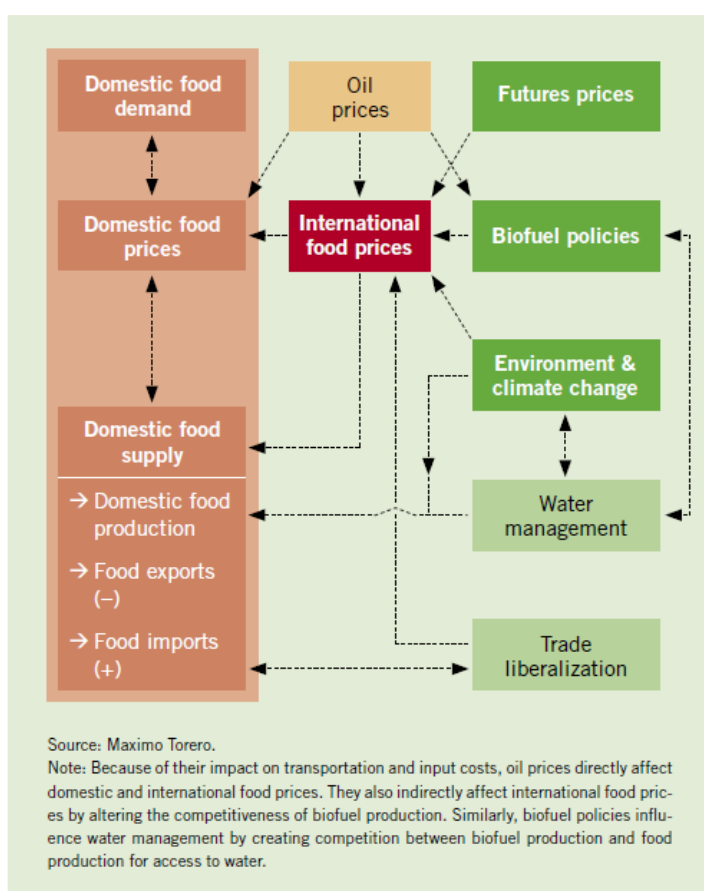 Domestic food
demand
Oil
prices
Futures prices
Domestic food
prices
International
food prices
Biofuel policies
Environment &
climate change
Domestic food
supply
→ Domestic food
production
→ Food exports
(–)
→ Food imports
(+)
Water
management
Trade
liberalization
Source: Maximo Torero.
Note: Because of their impact on transportation and input costs, oil prices directly affect
domestic and international food prices. They also indirectly affect international food pric-
es by altering the competitiveness of biofuel production. Similarly, biofuel policies influ-
ence water management by creating competition between biofuel production and food
production for access to water.